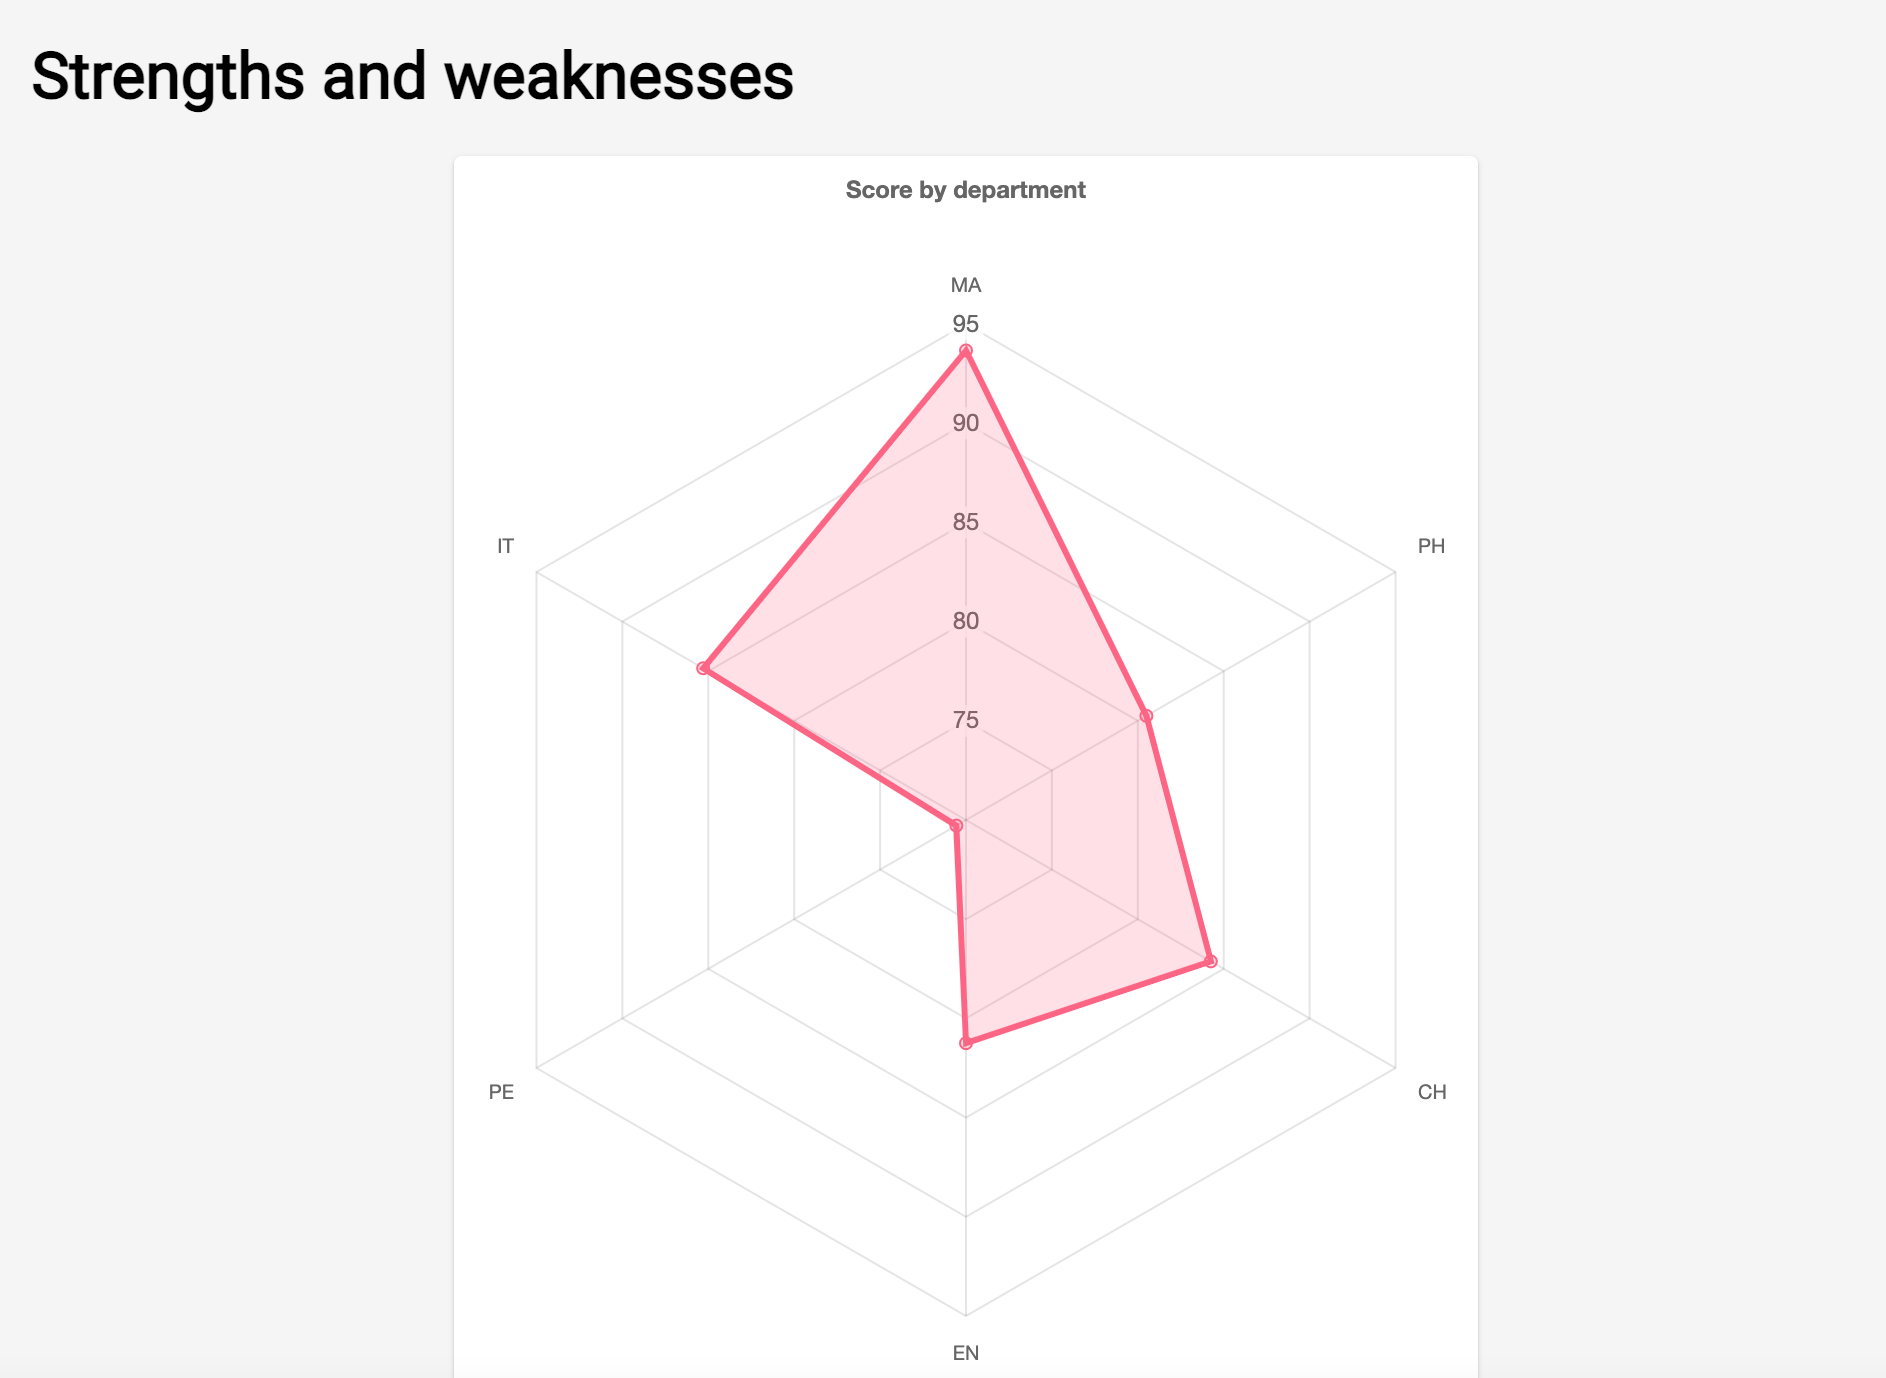 Strengths and weaknesses
Score by department
MA
95
90
85
80
75
IT
PH
PE
CH
EN